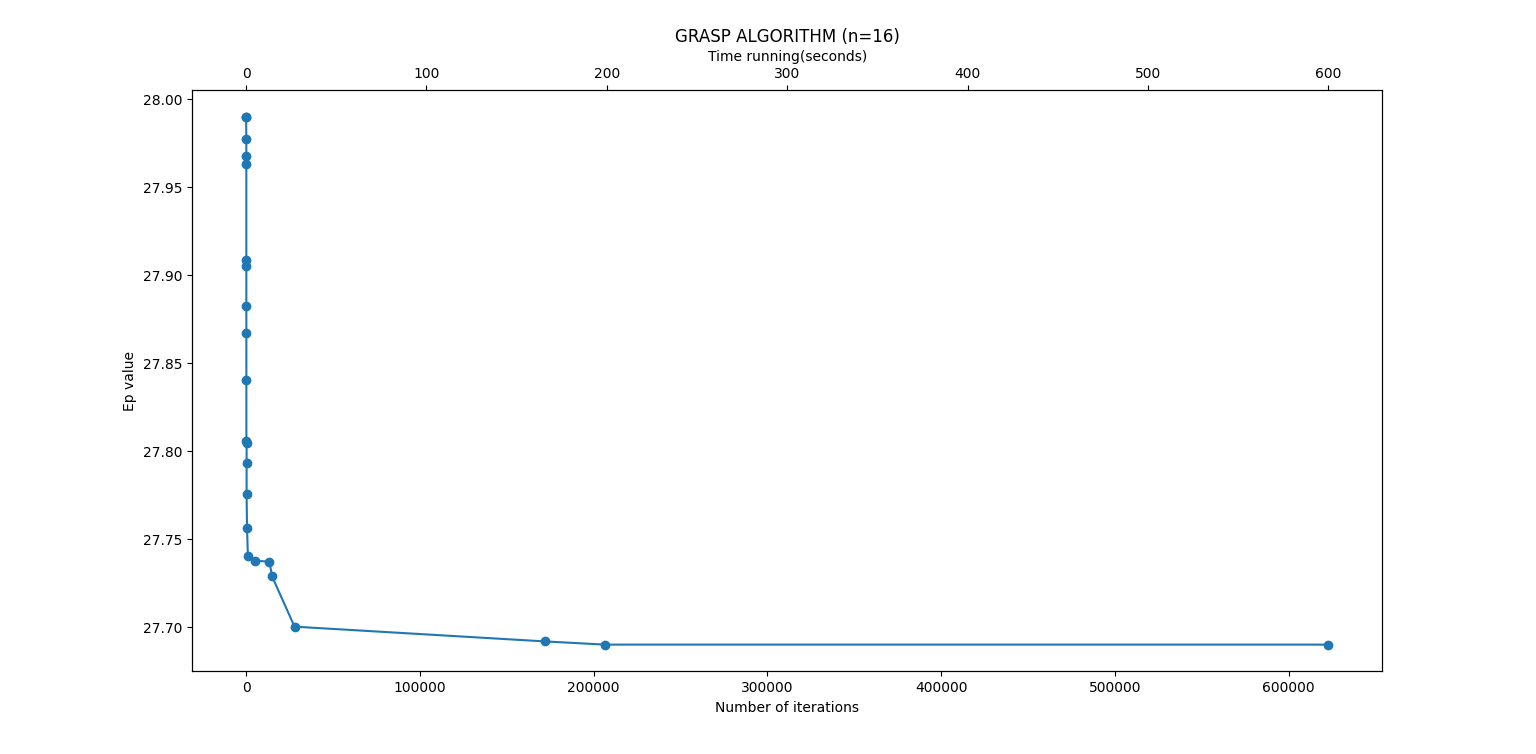 GRASP ALGORITHM (n=16)
Time running(seconds)
0 100 200 300 400 500 600
28.00
27.95
27.90
27.85
27.80
27.75
27.70
Ep value
0 100000 200000 300000 400000 500000 600000
Number of iterations